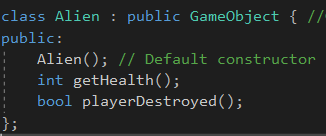 class Alien : public GameObject { //
public:
Alien(); // Default constructor
int getHealth();
bool playerDestroyed();
};